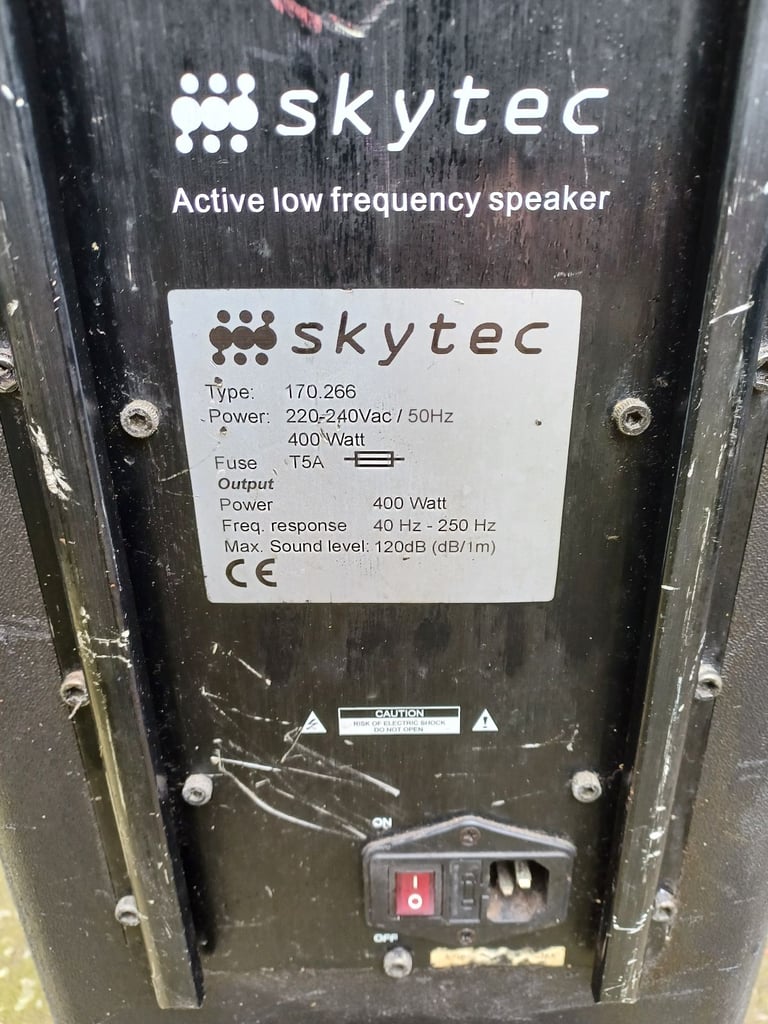 skytec
Active low frequency speaker
skytec
Type: 170.266
Power: 220-240Vac / 50Hz
400 Watt
Fuse T5A
Output
Power 400 Watt
Freq. response 40 Hz - 250 Hz
Max. Sound level: 120dB (dB/1m)
CE
CAUTION
RISK OF ELECTRIC SHOCK
DO NOT OPEN
ON
I
O
OFF